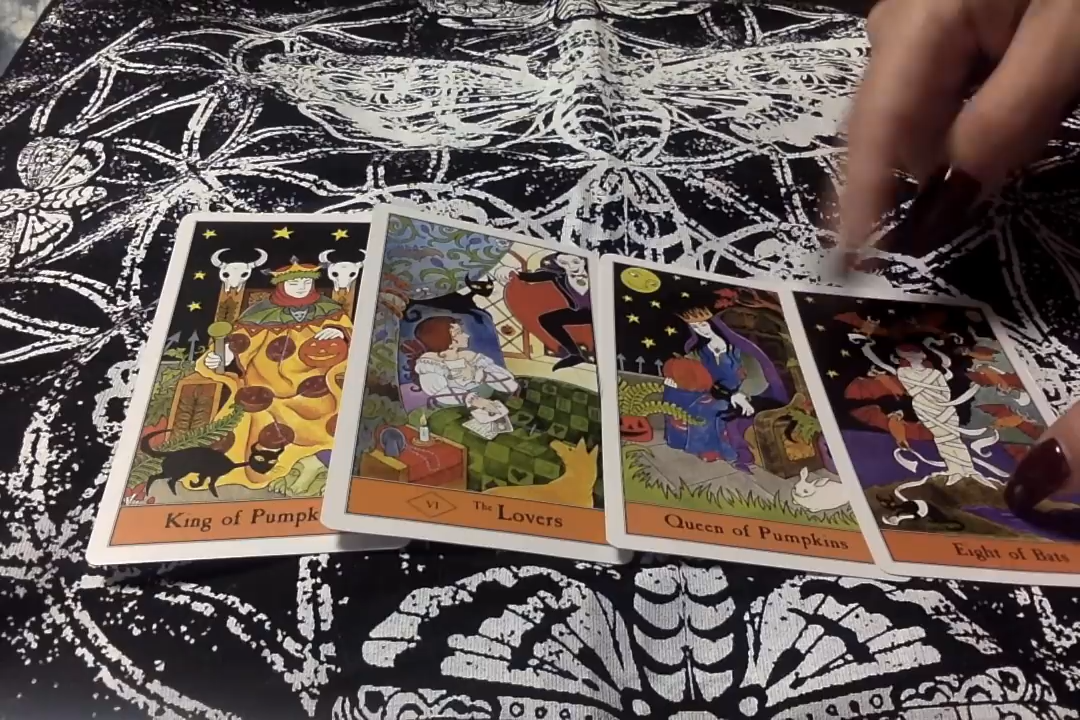 King of Pumpk
VI The Lovers
Queen of Pumpkins
Eight of Bats